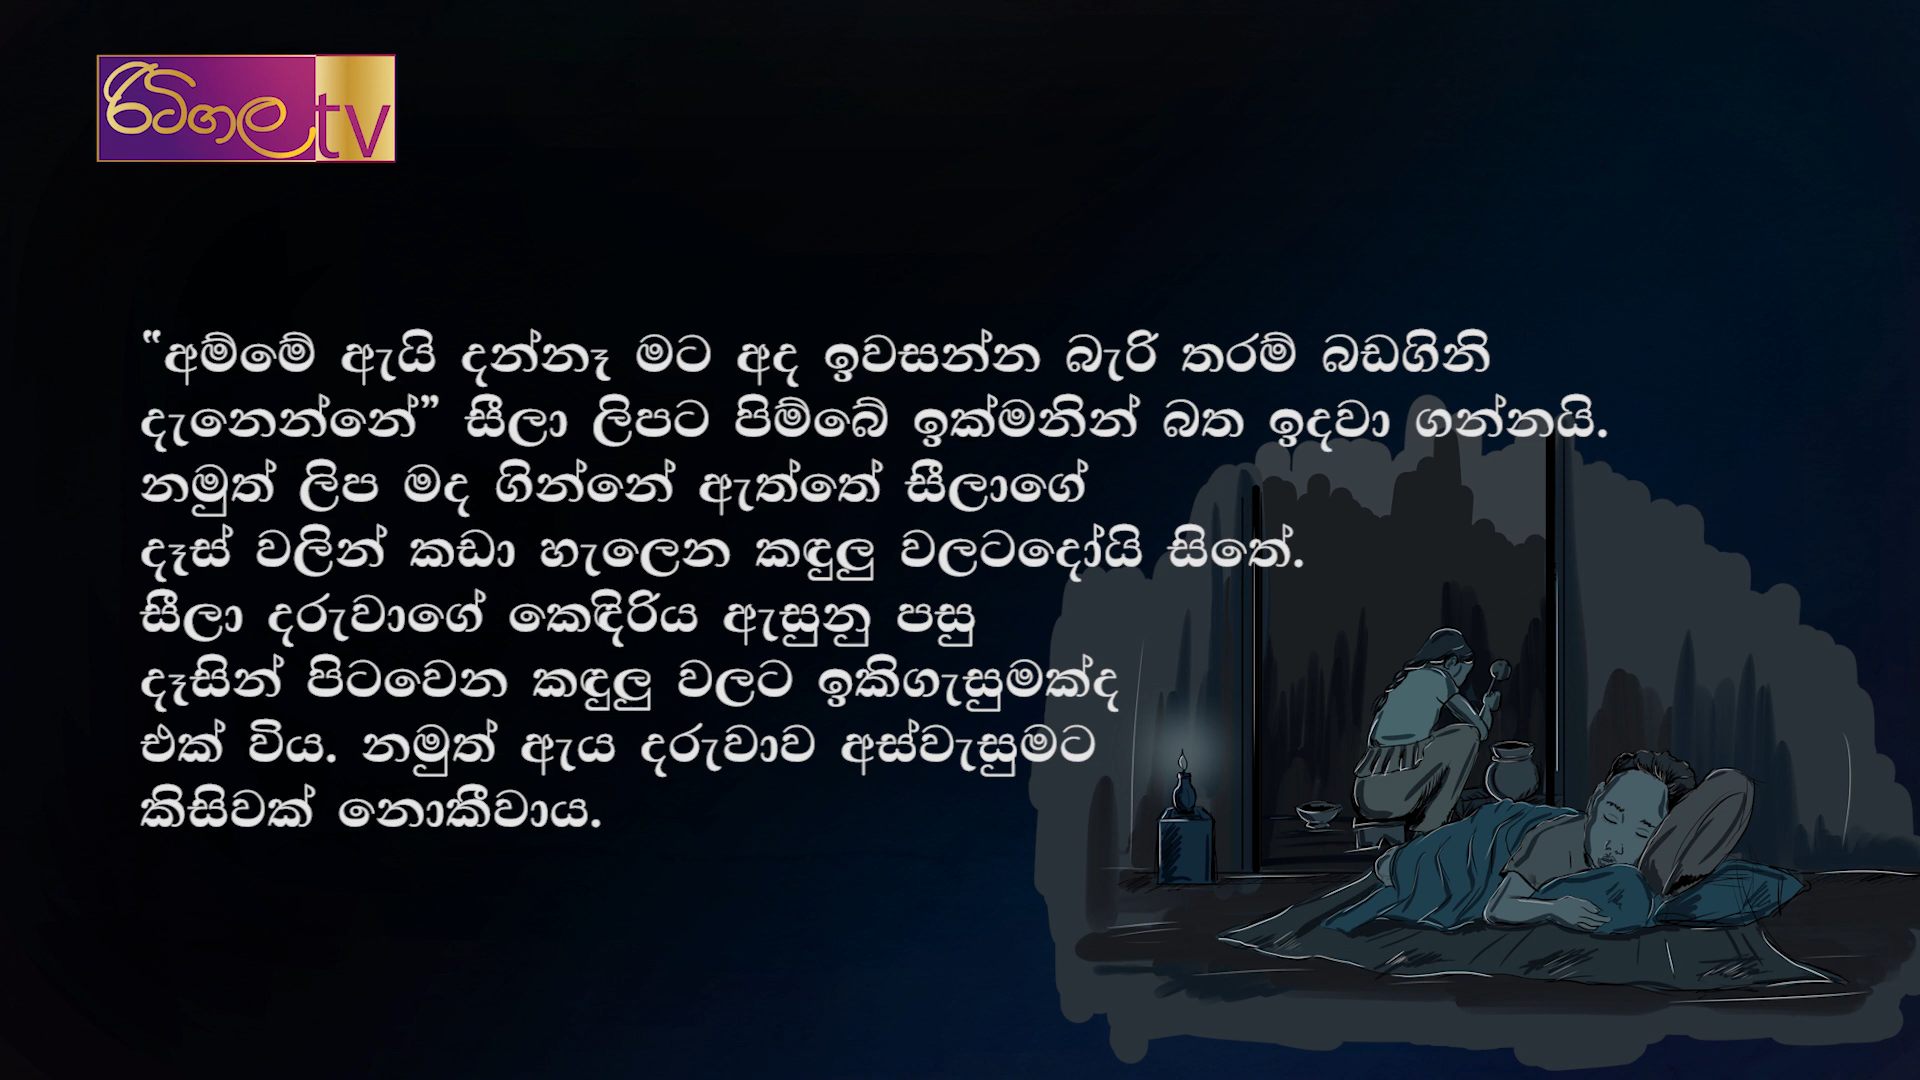 රිටිගල tv
“අම්මේ ඇයි දන්නෑ මට අද ඉවසන්න බැරි තරම් බඩගිනි
දැනෙන්නේ” සීලා ලිපට පිම්බේ ඉක්මනින් බත ඉදවා ගන්නයි.
නමුත් ලිප මද ගින්නේ ඇත්තේ සීලාගේ
දෑස් වලින් කඩා හැලෙන කඳුලු වලටදෝයි සිතේ.
සීලා දරුවාගේ කෙඳිරිය ඇසුනු පසු
දෑසින් පිටවෙන කඳුලු වලට ඉකිගැසුමක්ද
එක් විය. නමුත් ඇය දරුවාව අස්වැසුමට
කිසිවක් නොකීවාය.